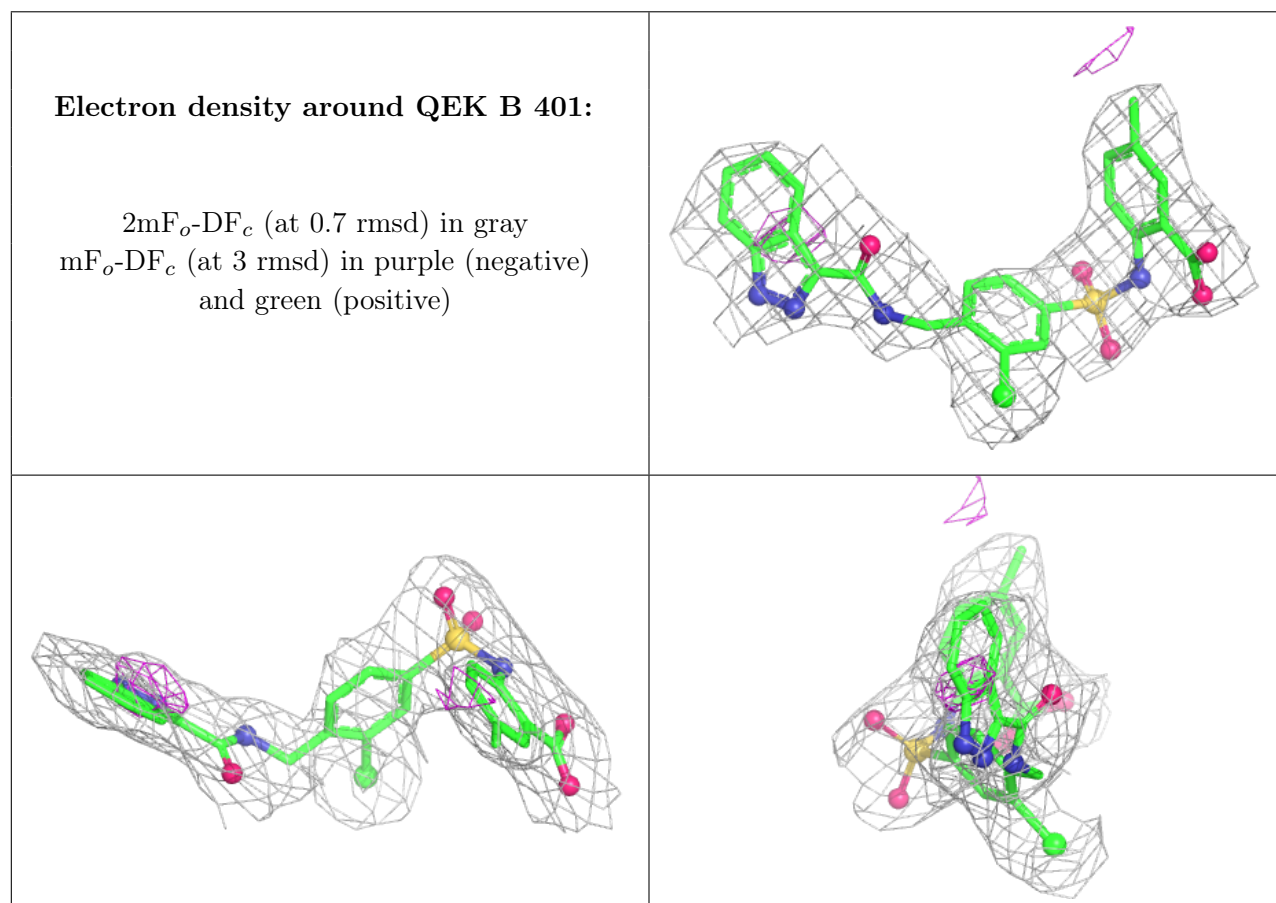 Electron density around QEK B 401:
2mFₒ-DF𝒸 (at 0.7 rmsd) in gray
mFₒ-DF𝒸 (at 3 rmsd) in purple (negative)
and green (positive)